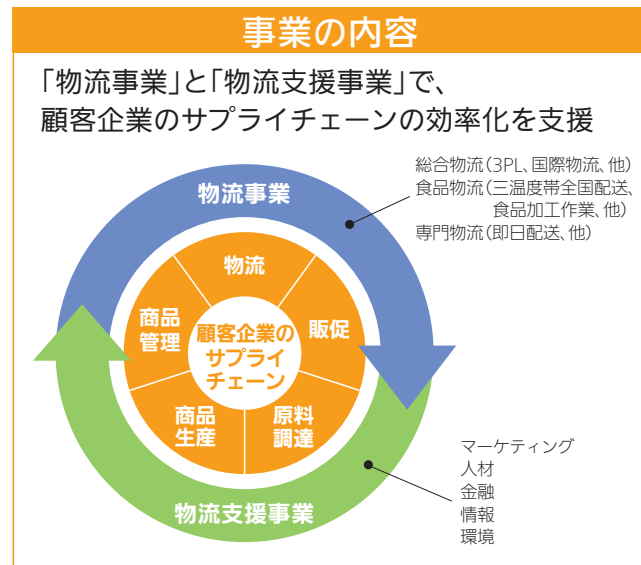 事業の内容
「物流事業」と「物流支援事業」で、
顧客企業のサプライチェーンの効率化を支援
総合物流(3PL、国際物流、他)
食品物流(三温度帯全国配送、
食品加工作業、他)
専門物流(即日配送、他)
物流事業
物流
商品
管理
販促
顧客企業の
サプライ
チェーン
商品
生産
原料
調達
物流支援事業
マーケティング
人材
金融
情報
環境